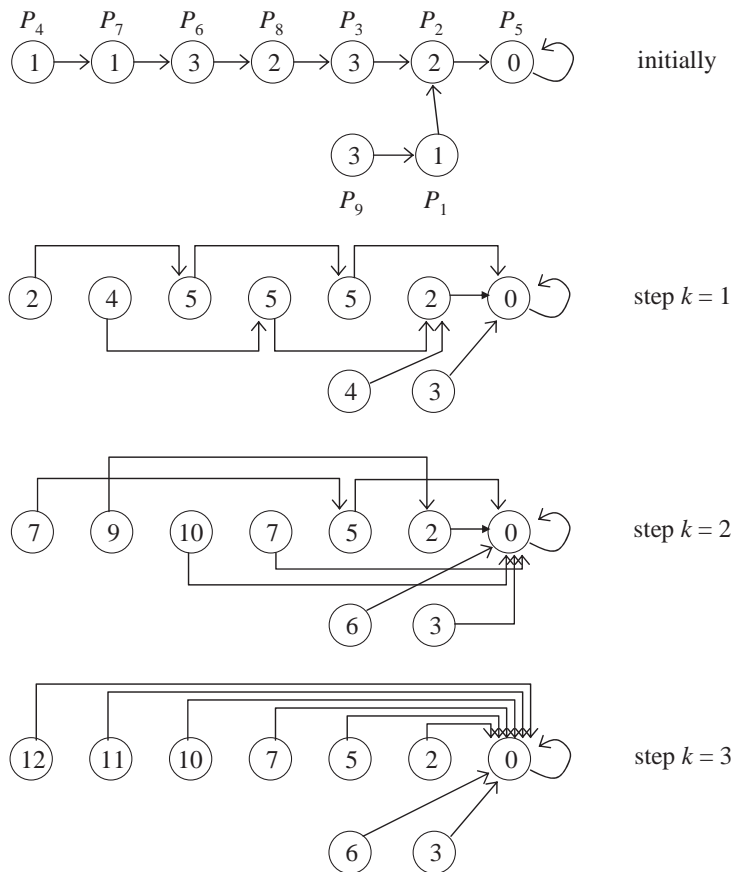 P4 P7 P6 P8 P3 P2 P5
1 1 3 2 3 2 0 initially
3 1
P9 P1
2 4 5 5 5 2 0 step k = 1
4 3
7 9 10 7 5 2 0 step k = 2
6 3
12 11 10 7 5 2 0 step k = 3
6 3